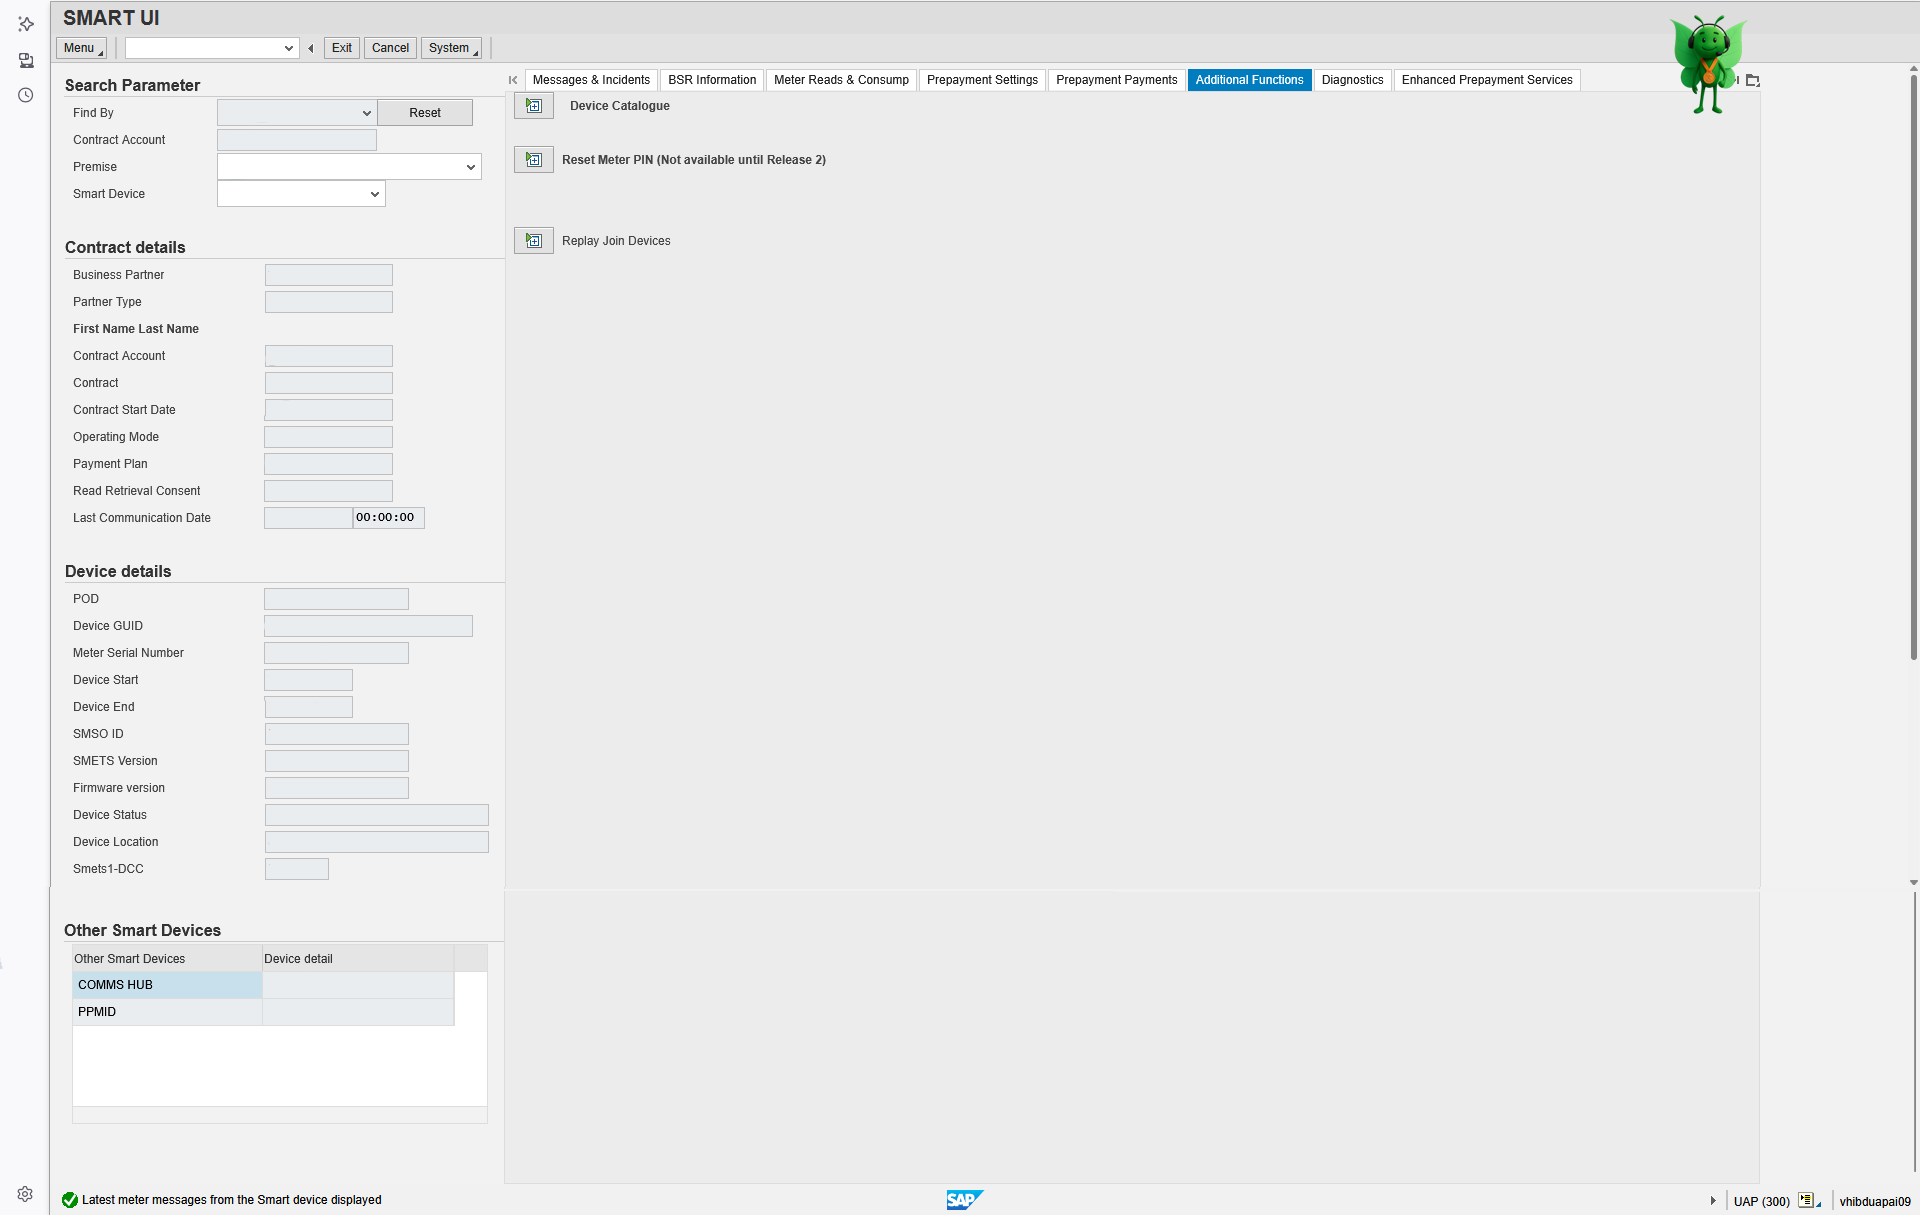 SMART UI
Menu
Exit
Cancel
System
Search Parameter
Find By
Reset
Contract Account
Premise
Smart Device
Contract details
Business Partner
Partner Type
First Name Last Name
Contract Account
Contract
Contract Start Date
Operating Mode
Payment Plan
Read Retrieval Consent
Last Communication Date 00:00:00
Device details
POD
Device GUID
Meter Serial Number
Device Start
Device End
SMSO ID
SMETS Version
Firmware version
Device Status
Device Location
Smets1-DCC
Other Smart Devices
Other Smart Devices Device detail
COMMS HUB
PPMID
Messages & Incidents BSR Information Meter Reads & Consump Prepayment Settings Prepayment Payments Additional Functions Diagnostics Enhanced Prepayment Services
Device Catalogue
Reset Meter PIN (Not available until Release 2)
Replay Join Devices
Latest meter messages from the Smart device displayed
SAP
UAP (300)
vhibduapai09